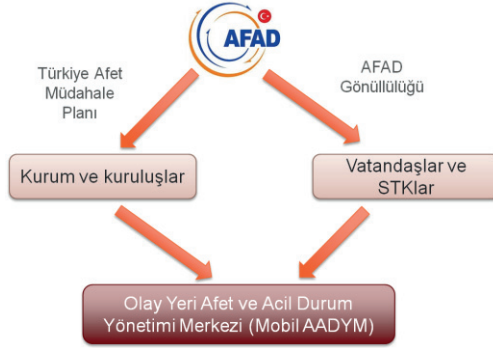 AFAD
Türkiye Afet
Müdahale
Planı
AFAD
Gönüllülüğü
Kurum ve kuruluşlar
Vatandaşlar ve
STKlar
Olay Yeri Afet ve Acil Durum
Yönetimi Merkezi (Mobil AADYM)